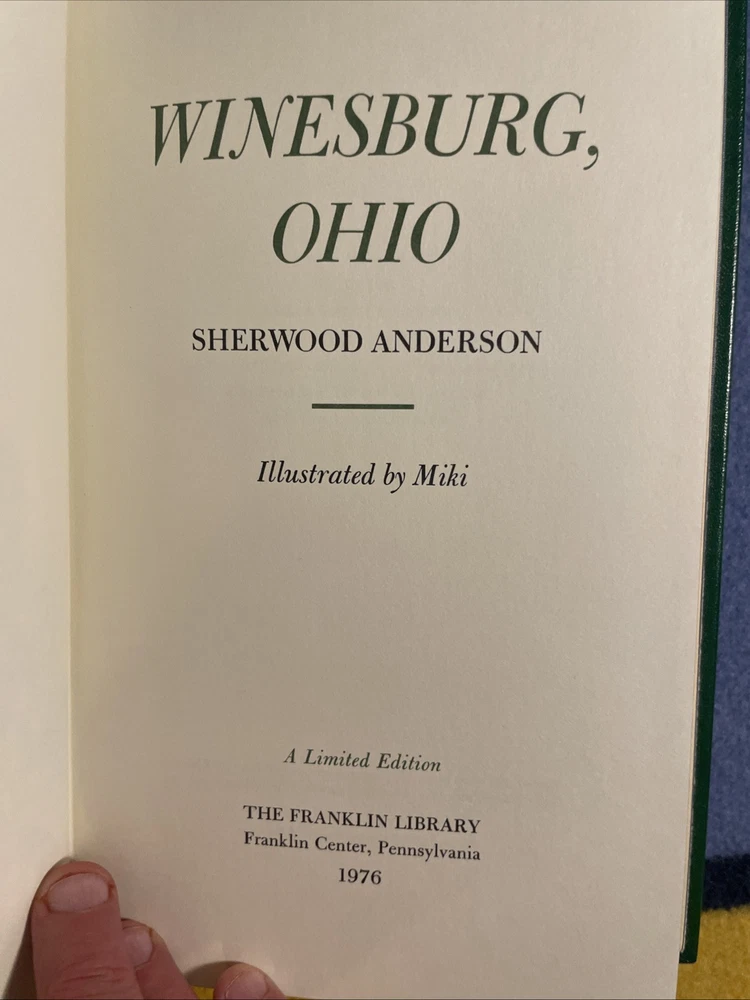 WINESBURG,
OHIO
SHERWOOD ANDERSON
Illustrated by Miki
A Limited Edition
THE FRANKLIN LIBRARY
Franklin Center, Pennsylvania
1976